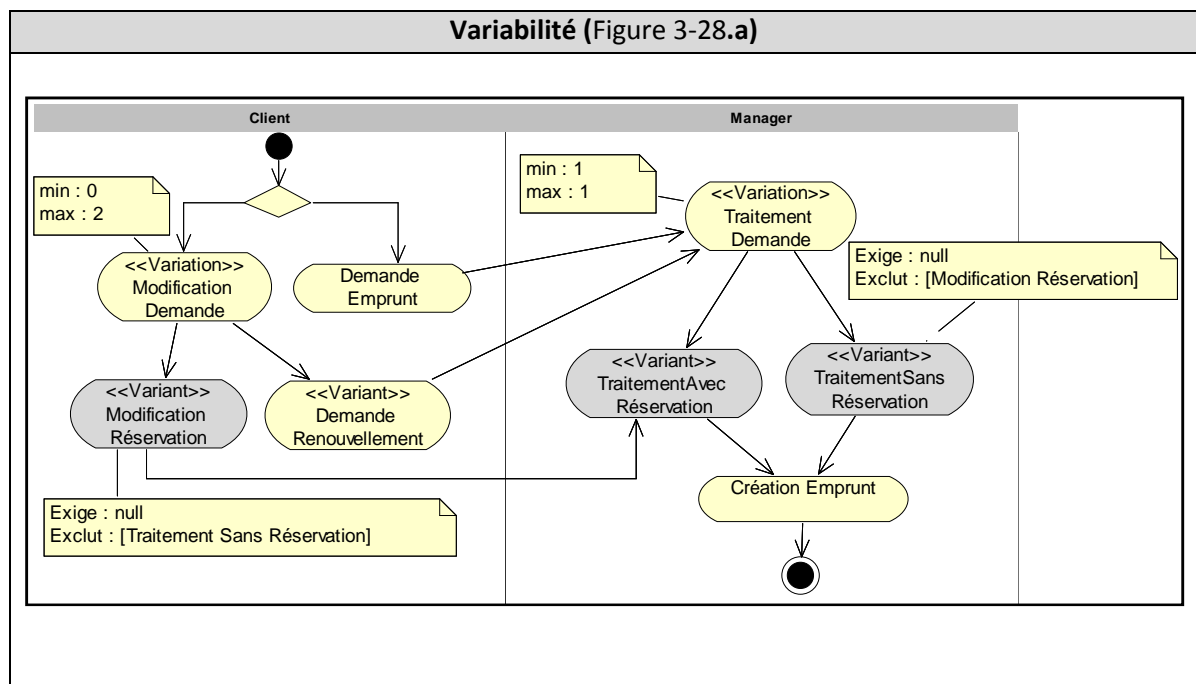 Variabilité (Figure 3-28.a)
Client
Manager
min : 0
max : 2
min : 1
max : 1
<<Variation>>
Traitement
Demande
Exige : null
Exclut : [Modification Réservation]
<<Variation>>
Modification
Demande
Demande
Emprunt
<<Variant>>
Modification
Réservation
<<Variant>>
Demande
Renouvellement
<<Variant>>
TraitementAvec
Réservation
<<Variant>>
TraitementSans
Réservation
Création Emprunt
Exige : null
Exclut : [Traitement Sans Réservation]